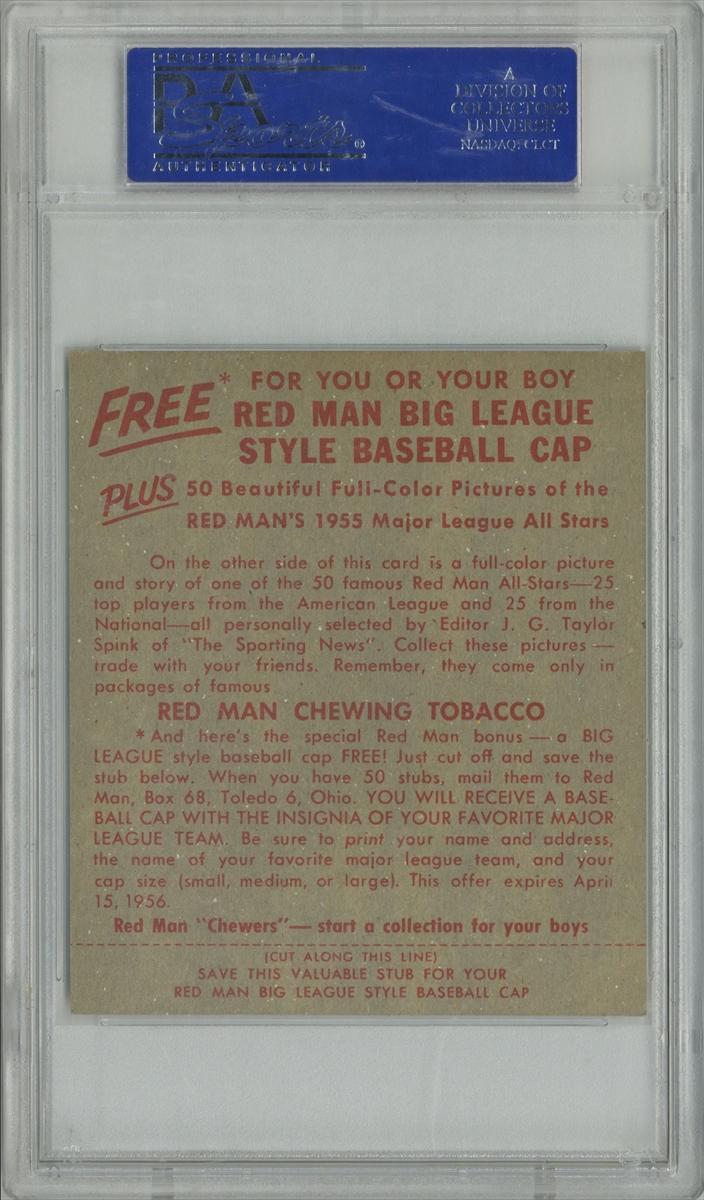 PROFESSIONAL
PSA
Sports®
AUTHENTICATOR
A
DIVISION OF
COLLECTORS
UNIVERSE
NASDAQ: CLCT
FREE* FOR YOU OR YOUR BOY
RED MAN BIG LEAGUE
STYLE BASEBALL CAP
PLUS 50 Beautiful Full-Color Pictures of the
RED MAN'S 1955 Major League All Stars
On the other side of this card is a full-color picture
and story of one of the 50 famous Red Man All-Stars—25
top players from the American League and 25 from the
National—all personally selected by Editor J. G. Taylor
Spink of "The Sporting News". Collect these pictures—
trade with your friends. Remember, they come only in
packages of famous
RED MAN CHEWING TOBACCO
*And here's the special Red Man bonus—a BIG
LEAGUE style baseball cap FREE! Just cut off and save the
stub below. When you have 50 stubs, mail them to Red
Man, Box 68, Toledo 6, Ohio. YOU WILL RECEIVE A BASE-
BALL CAP WITH THE INSIGNIA OF YOUR FAVORITE MAJOR
LEAGUE TEAM. Be sure to print your name and address,
the name of your favorite major league team, and your
cap size (small, medium, or large). This offer expires April
15, 1956.
Red Man "Chewers"—start a collection for your boys
(CUT ALONG THIS LINE)
SAVE THIS VALUABLE STUB FOR YOUR
RED MAN BIG LEAGUE STYLE BASEBALL CAP